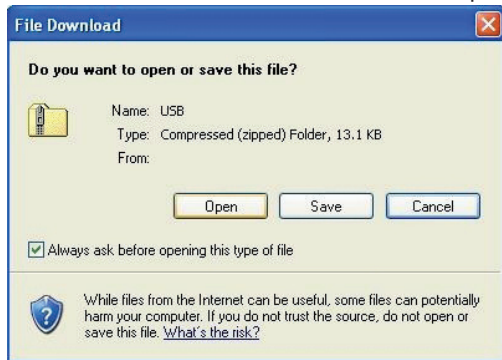 File Download
Do you want to open or save this file?
Name: USB
Type: Compressed (zipped) Folder, 13.1 KB
From:
Open Save Cancel
Always ask before opening this type of file
While files from the Internet can be useful, some files can potentially
harm your computer. If you do not trust the source, do not open or
save this file. What's the risk?